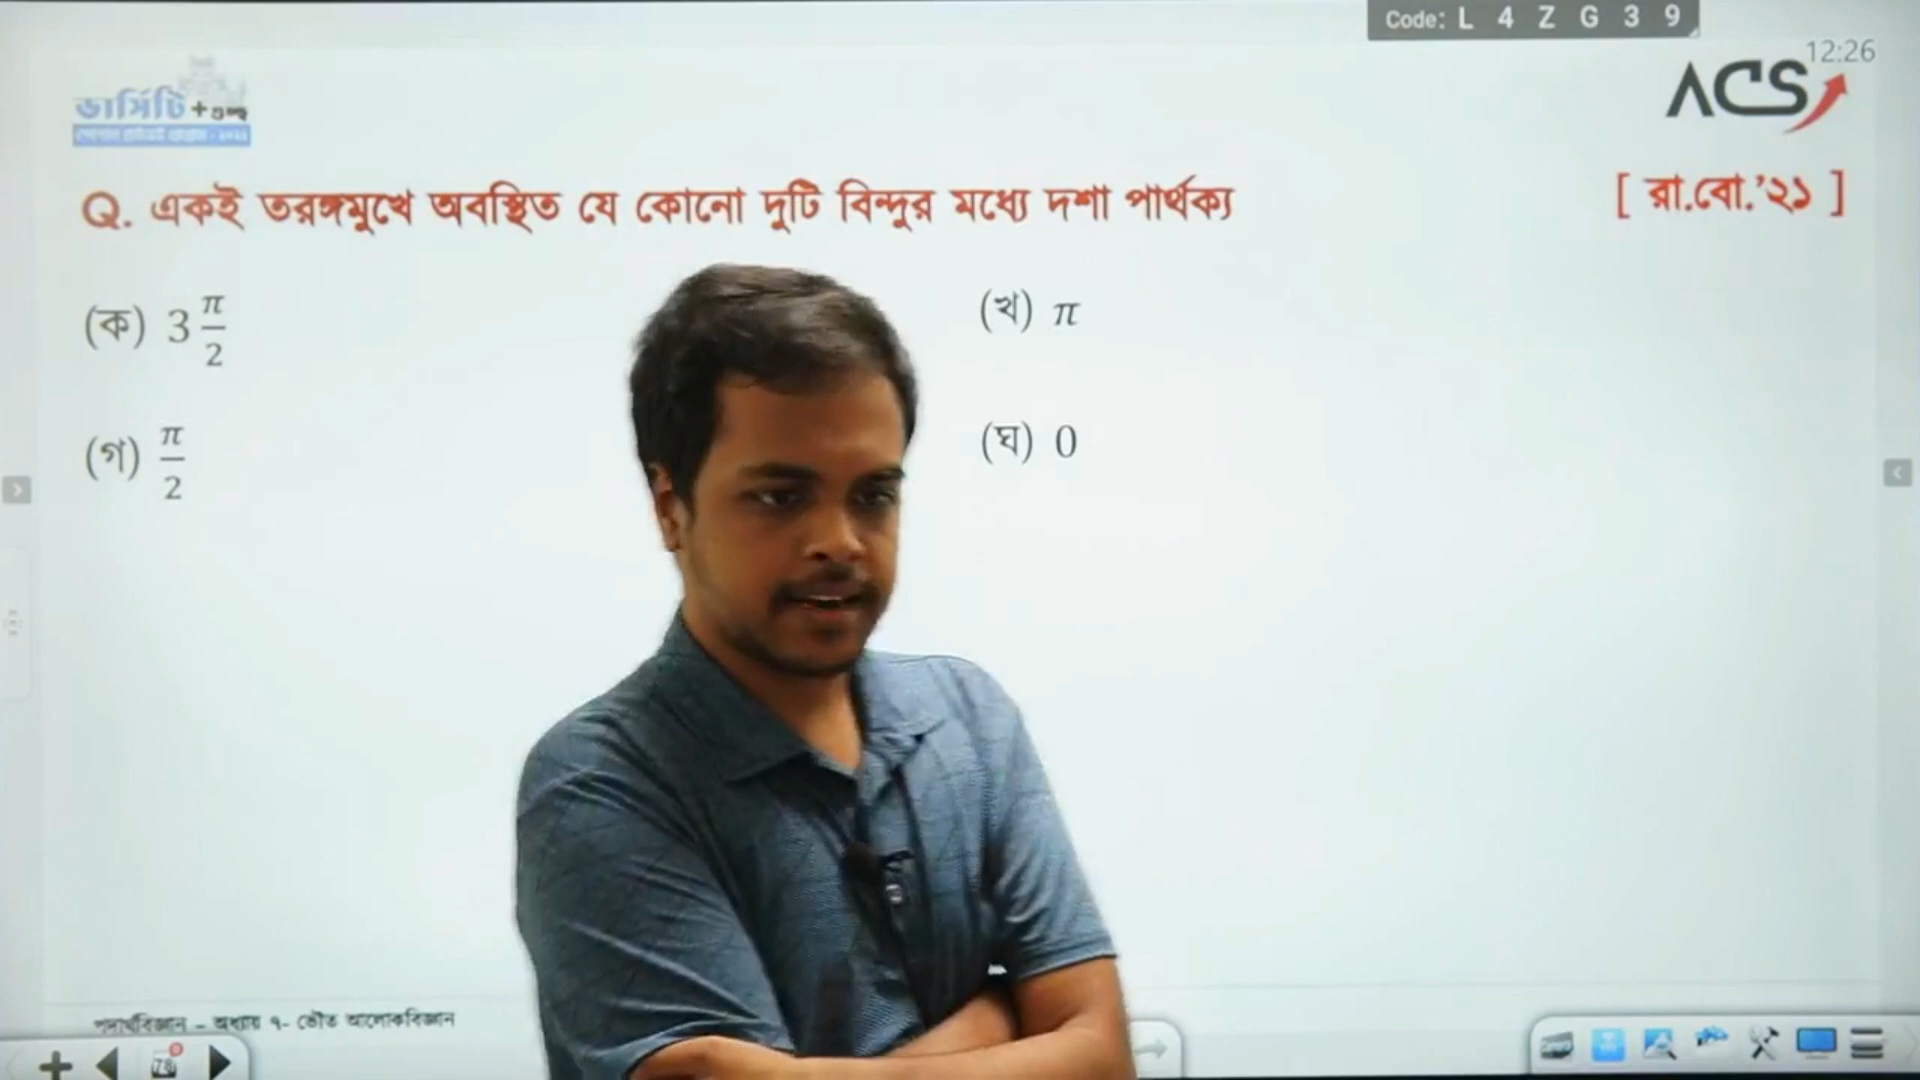 Code: L 4 Z G 3 9
12:26
ভার্সিটি +
ACS
Q. একই তরঙ্গমুখে অবস্থিত যে কোনো দুটি বিন্দুর মধ্যে দশা পার্থক্য [ রা.বো.'২১ ]
(ক) 3 π/2 (খ) π
(গ) π/2 (ঘ) 0
পদার্থবিজ্ঞান – অধ্যায় ৭- ভৌত আলোকবিজ্ঞান